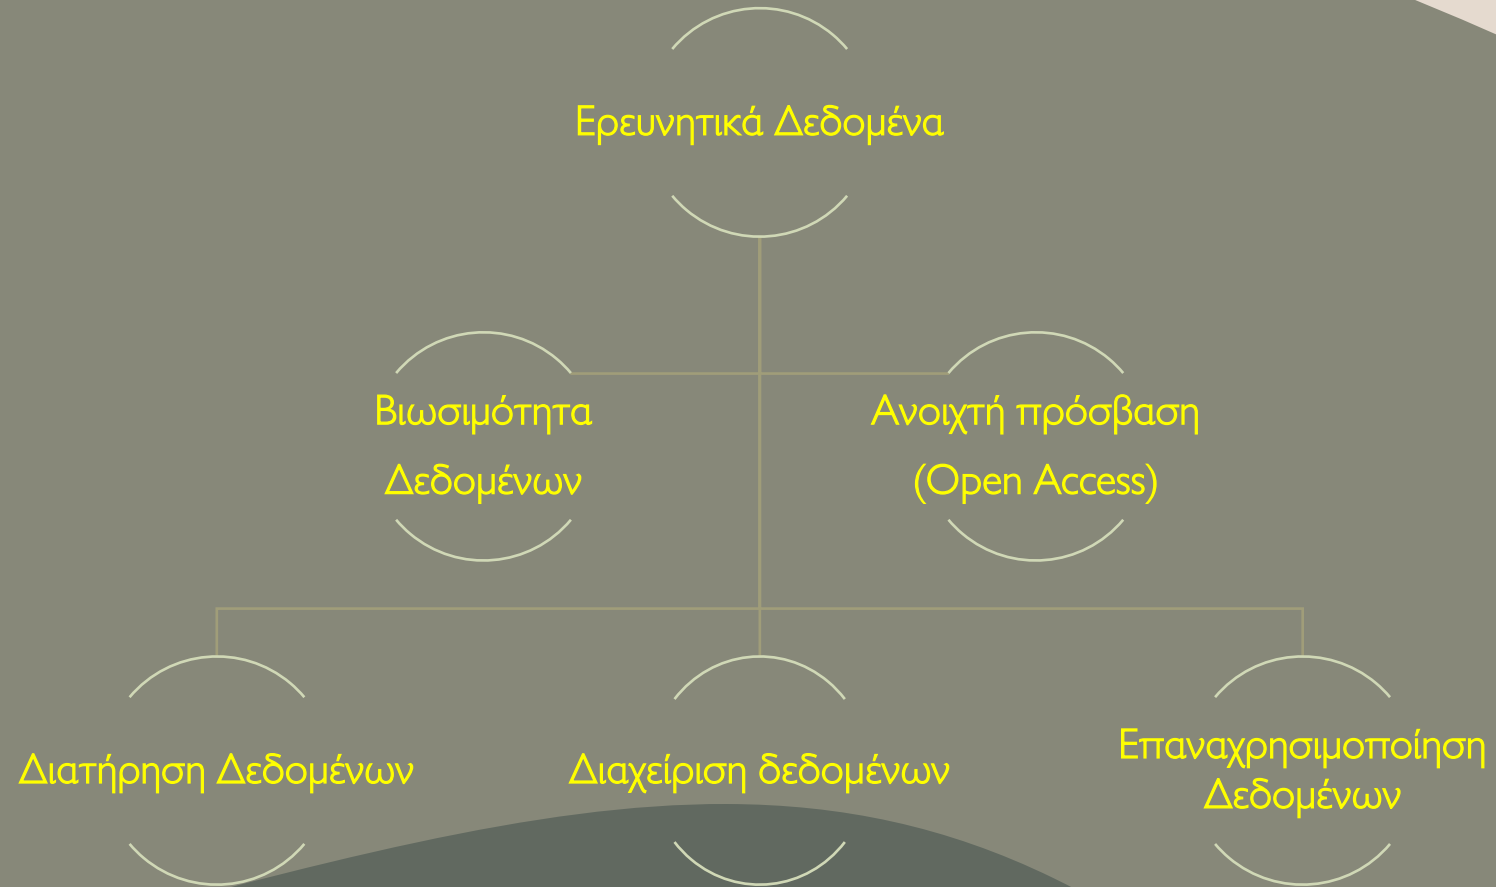 Ερευνητικά Δεδομένα
Βιωσιμότητα
Δεδομένων
Ανοιχτή πρόσβαση
(Open Access)
Διατήρηση Δεδομένων
Διαχείριση δεδομένων
Επαναχρησιμοποίηση
Δεδομένων